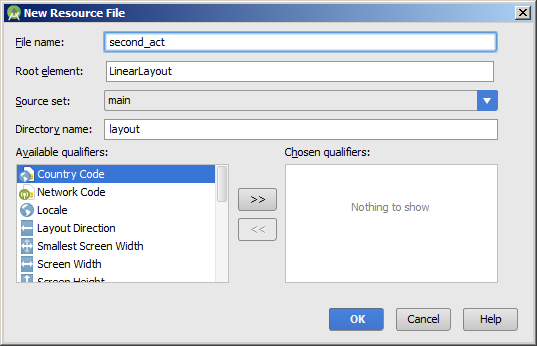 New Resource File
File name: second_act
Root element: LinearLayout
Source set: main
Directory name: layout
Available qualifiers:
Chosen qualifiers:
Country Code
Network Code
Locale
Layout Direction
Smallest Screen Width
Screen Width
Screen Height
>>
<<
Nothing to show
OK
Cancel
Help